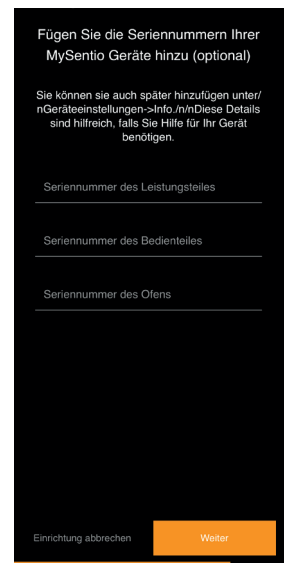 Fügen Sie die Seriennummern Ihrer
MySentio Geräte hinzu (optional)
Sie können sie auch später hinzufügen unter/
nGeräteeinstellungen->Info./n/nDiese Details
sind hilfreich, falls Sie Hilfe für Ihr Gerät
benötigen.
Seriennummer des Leistungsteiles
Seriennummer des Bedienteiles
Seriennummer des Ofens
Einrichtung abbrechen
Weiter